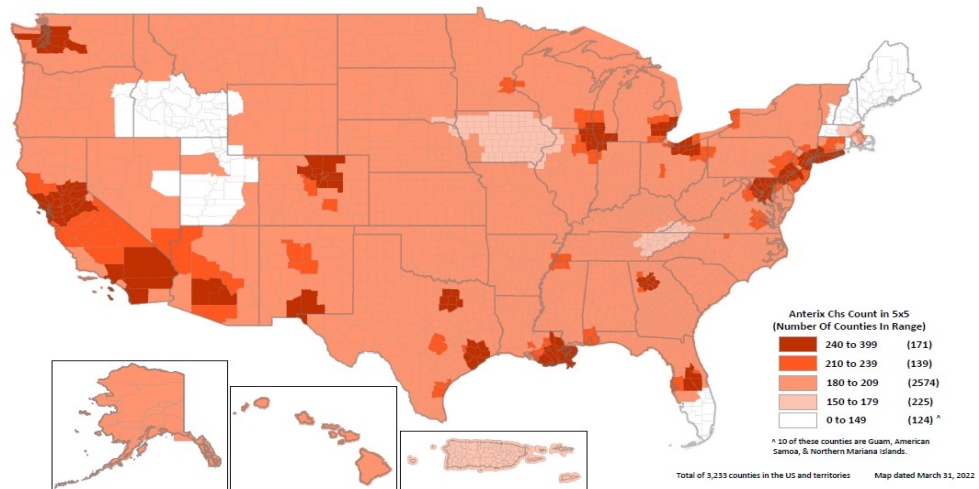 Anterix Chs Count in 5x5
(Number Of Counties In Range)
240 to 399 (171)
210 to 239 (139)
180 to 209 (2574)
150 to 179 (225)
0 to 149 (124) ^
^ 10 of these counties are Guam, American
Samoa, & Northern Mariana Islands.
Total of 3,233 counties in the US and territories Map dated March 31, 2022